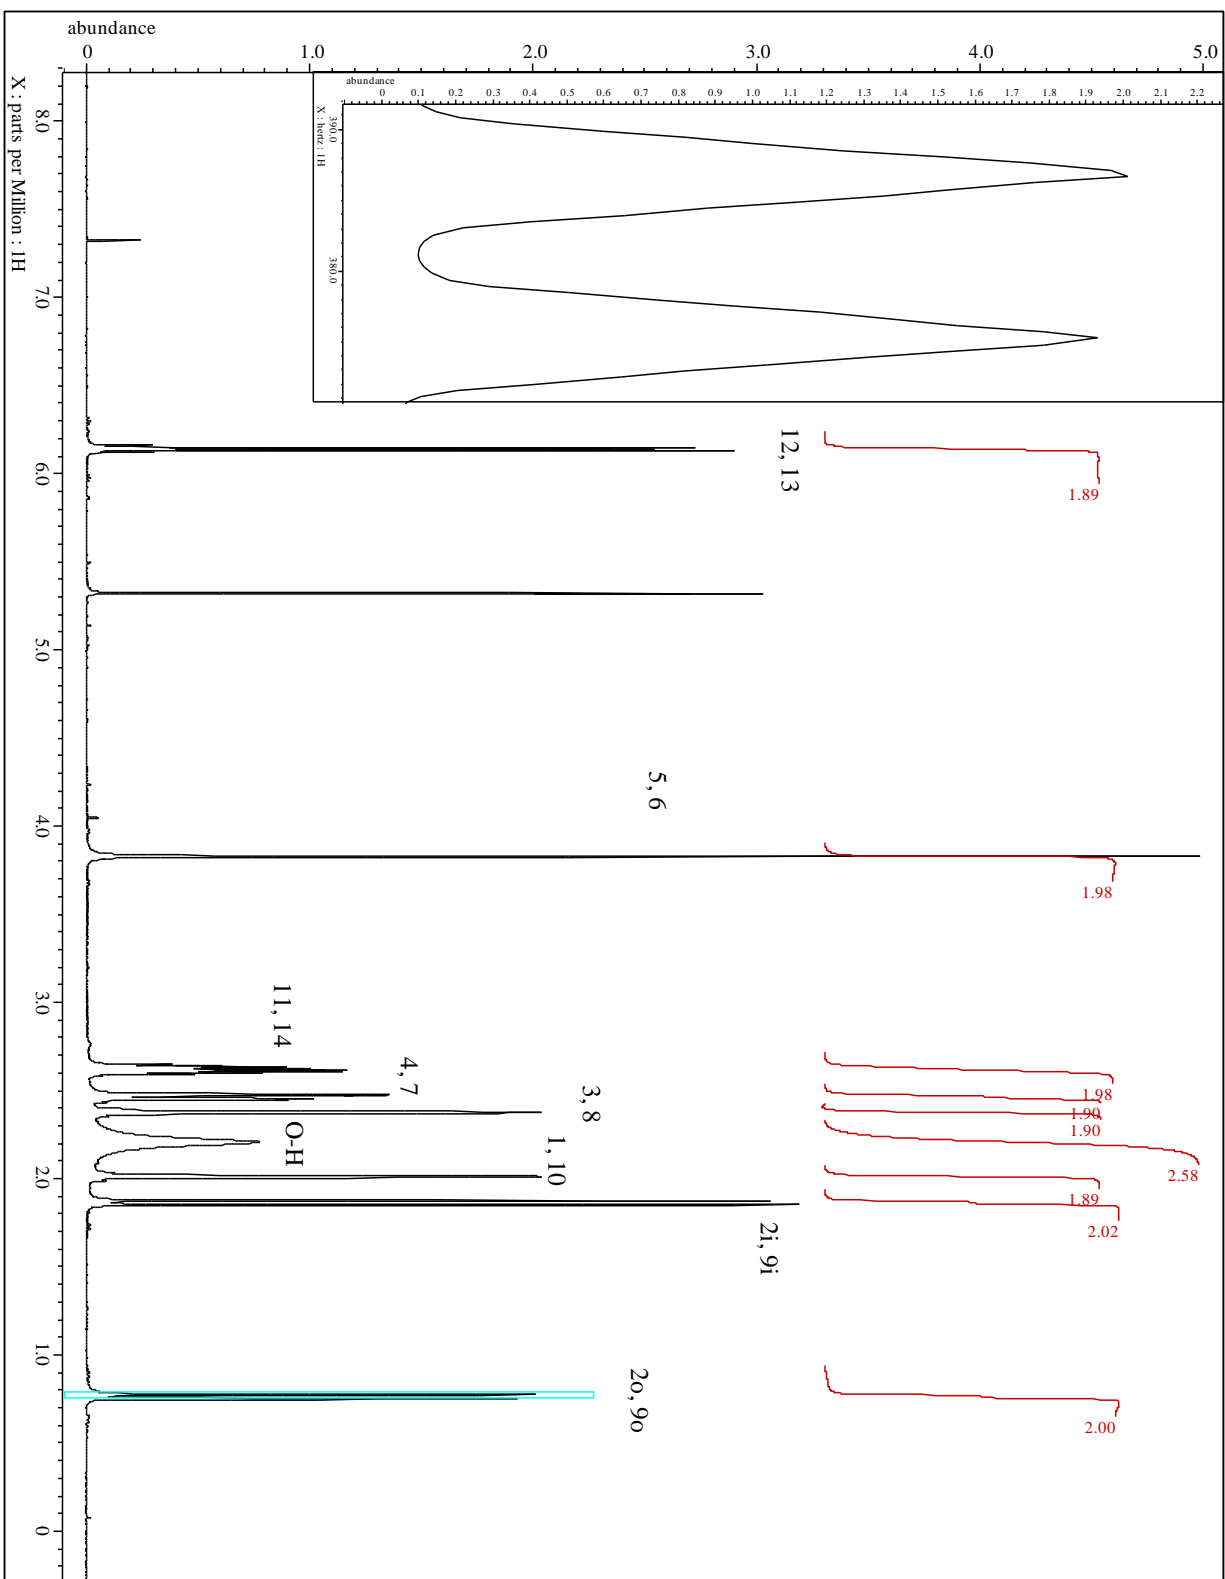 abundance
0 1.0 2.0 3.0 4.0 5.0
X : parts per Million : 1H
8.0 7.0 6.0 5.0 4.0 3.0 2.0 1.0 0
abundance
0 0.1 0.2 0.3 0.4 0.5 0.6 0.7 0.8 0.9 1.0 1.1 1.2 1.3 1.4 1.5 1.6 1.7 1.8 1.9 2.0 2.1 2.2
X : hertz : 1H
390.0 380.0
12, 13
5, 6
11, 14
4, 7
3, 8
O-H
1, 10
2i, 9i
2o, 9o
1.89
1.98
1.98
1.90
1.90
2.58
1.89
2.02
2.00